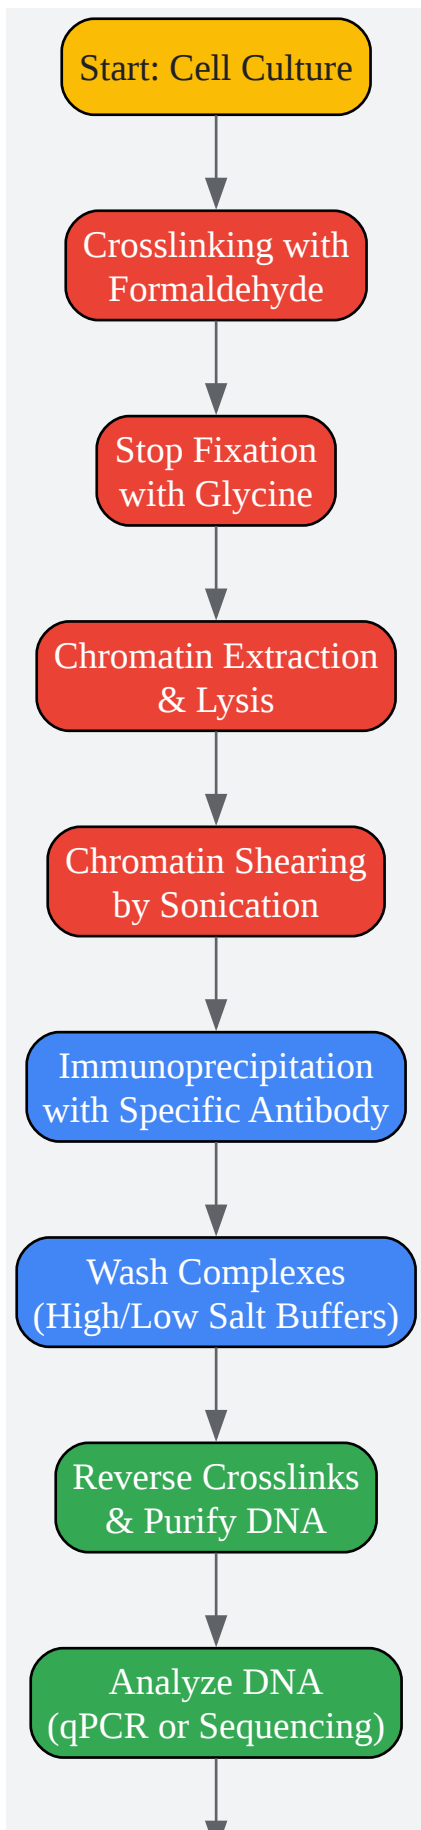 Start: Cell Culture
Crosslinking with
Formaldehyde
Stop Fixation
with Glycine
Chromatin Extraction
& Lysis
Chromatin Shearing
by Sonication
Immunoprecipitation
with Specific Antibody
Wash Complexes
(High/Low Salt Buffers)
Reverse Crosslinks
& Purify DNA
Analyze DNA
(qPCR or Sequencing)